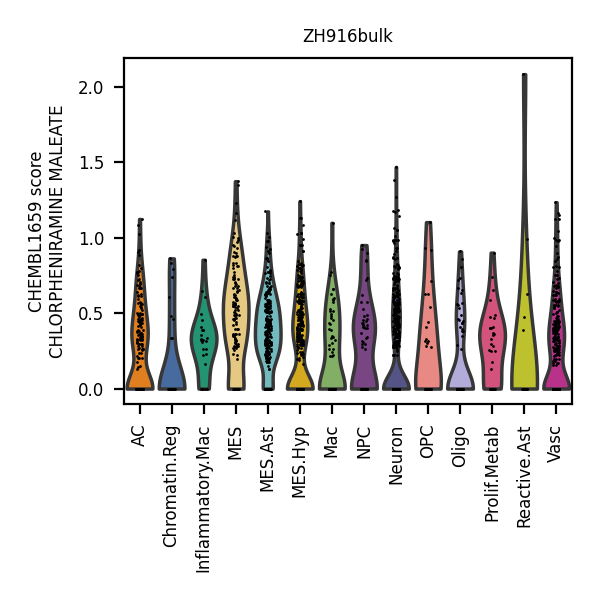 ZH916bulk
CHEMBL1659 score
CHLORPHENIRAMINE MALEATE
2.0
1.5
1.0
0.5
0.0
AC
Chromatin.Reg
Inflammatory.Mac
MES
MES.Ast
MES.Hyp
Mac
NPC
Neuron
OPC
Oligo
Prolif.Metab
Reactive.Ast
Vasc